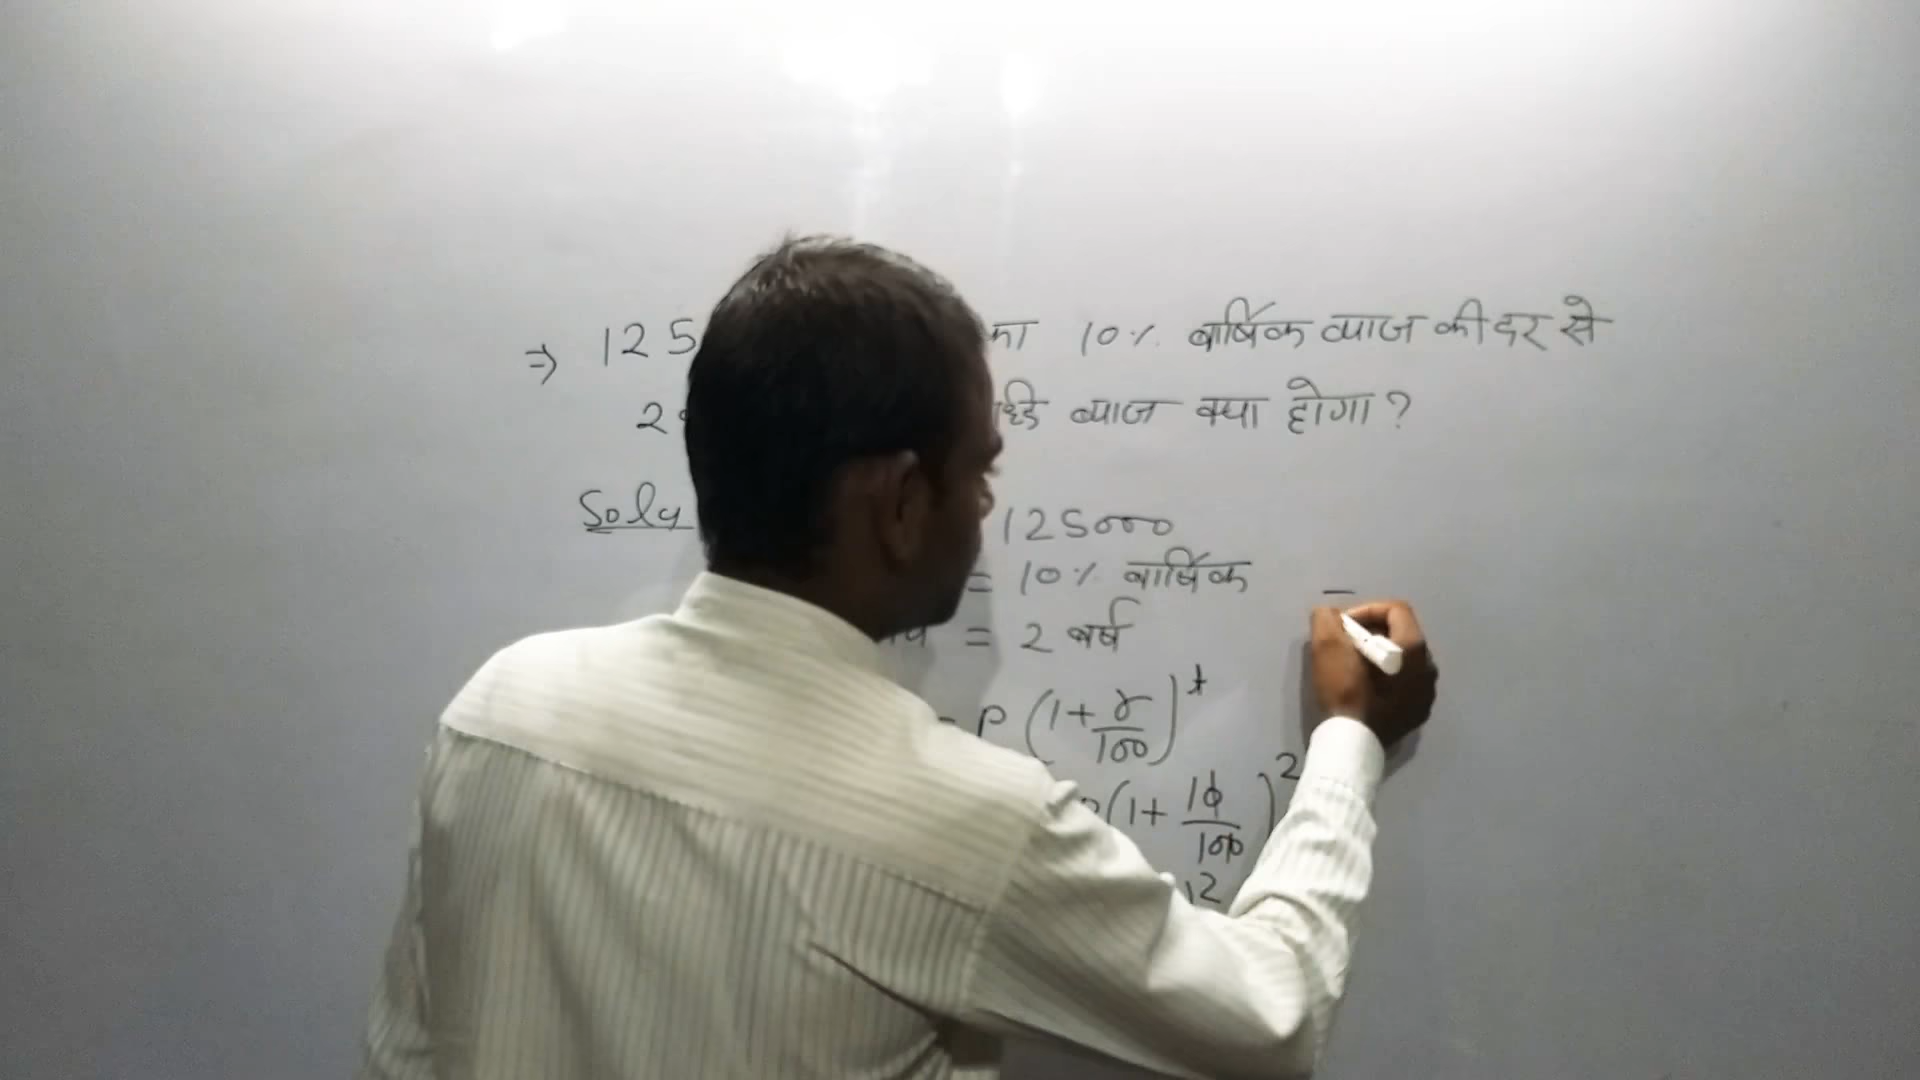 ⇒ 125 का 10% वार्षिक ब्याज की दर से
2 ब्याज क्या होगा ?
Soly 125000
= 10% वार्षिक =
= 2 वर्ष
= P (1 + r/100)^t
(1 + 10/100)^2
12